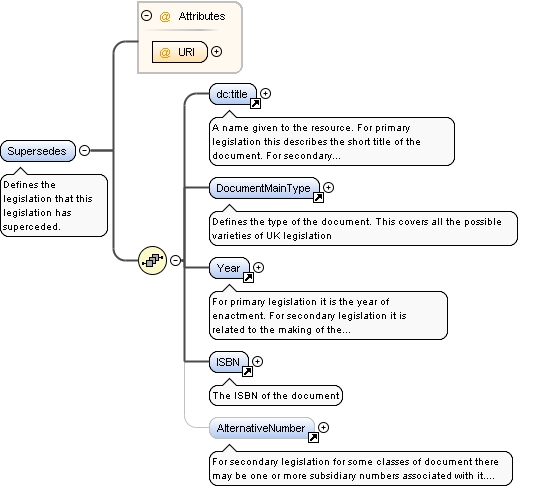 @ Attributes
@ URI
dc:title
A name given to the resource. For primary
legislation this describes the short title of the
document. For secondary...
Supersedes
Defines the
legislation that this
legislation has
superceded.
DocumentMainType
Defines the type of the document. This covers all the possible
varieties of UK legislation
Year
For primary legislation it is the year of
enactment. For secondary legislation it is
related to the making of the...
ISBN
The ISBN of the document
AlternativeNumber
For secondary legislation for some classes of document there
may be one or more subsidiary numbers associated with it....